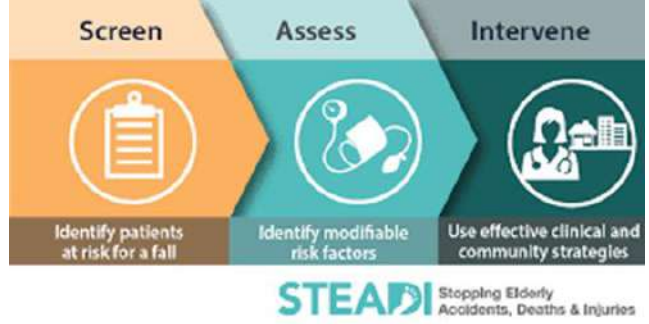 Screen
Assess
Intervene
Identify patients
at risk for a fall
Identify modifiable
risk factors
Use effective clinical and
community strategies
STEADI
Stopping Elderly
Accidents, Deaths & Injuries